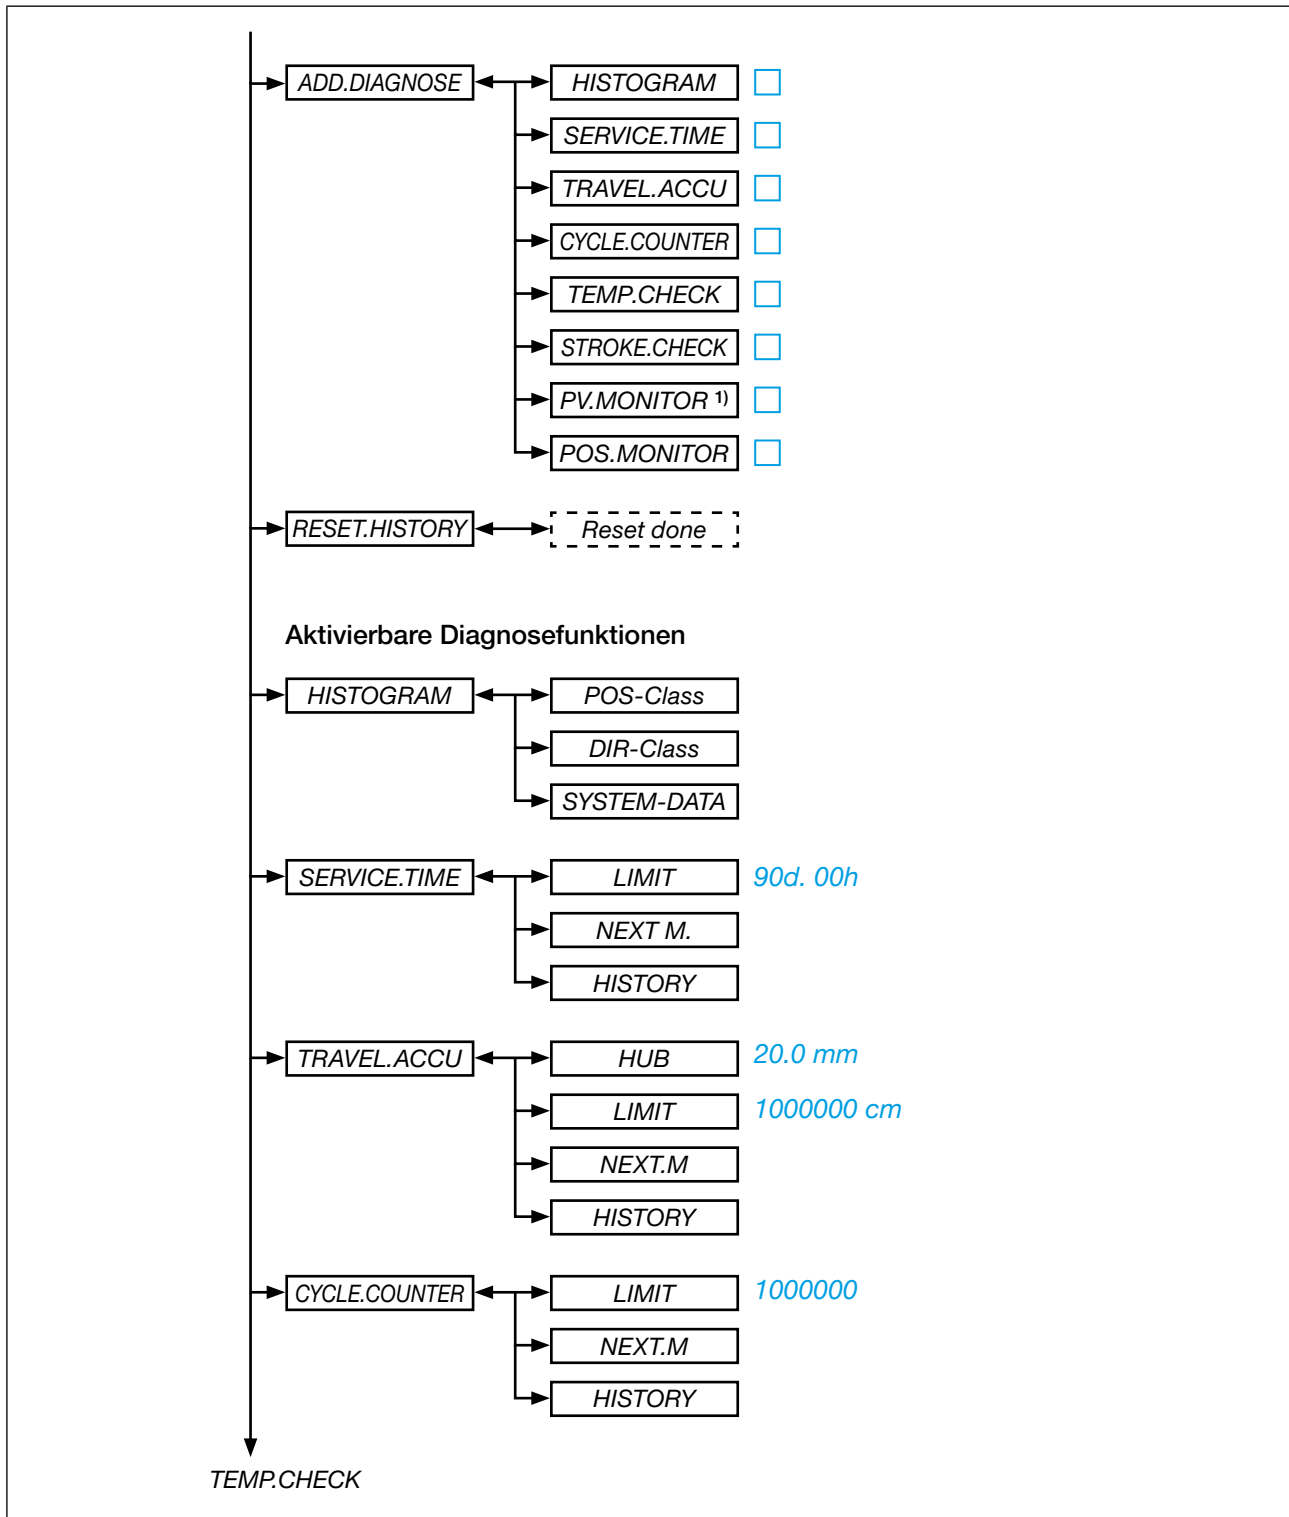 ADD.DIAGNOSE HISTOGRAM
SERVICE.TIME
TRAVEL.ACCU
CYCLE.COUNTER
TEMP.CHECK
STROKE.CHECK
PV.MONITOR 1)
POS.MONITOR
RESET.HISTORY Reset done
Aktivierbare Diagnosefunktionen
HISTOGRAM POS-Class
DIR-Class
SYSTEM-DATA
SERVICE.TIME LIMIT 90d. 00h
NEXT M.
HISTORY
TRAVEL.ACCU HUB 20.0 mm
LIMIT 1000000 cm
NEXT.M
HISTORY
CYCLE.COUNTER LIMIT 1000000
NEXT.M
HISTORY
TEMP.CHECK